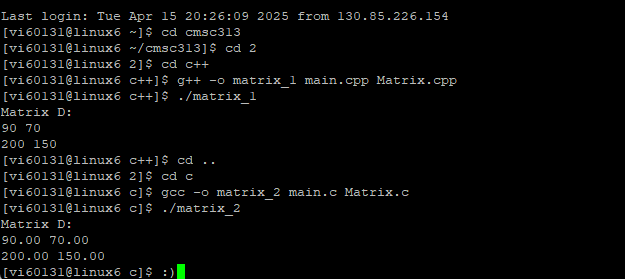 Last login: Tue Apr 15 20:26:09 2025 from 130.85.226.154
[vi60131@linux6 ~]$ cd cmsc313
[vi60131@linux6 ~/cmsc313]$ cd 2
[vi60131@linux6 2]$ cd c++
[vi60131@linux6 c++]$ g++ -o matrix_1 main.cpp Matrix.cpp
[vi60131@linux6 c++]$ ./matrix_1
Matrix D:
90 70
200 150
[vi60131@linux6 c++]$ cd ..
[vi60131@linux6 2]$ cd c
[vi60131@linux6 c]$ gcc -o matrix_2 main.c Matrix.c
[vi60131@linux6 c]$ ./matrix_2
Matrix D:
90.00 70.00
200.00 150.00
[vi60131@linux6 c]$ :)